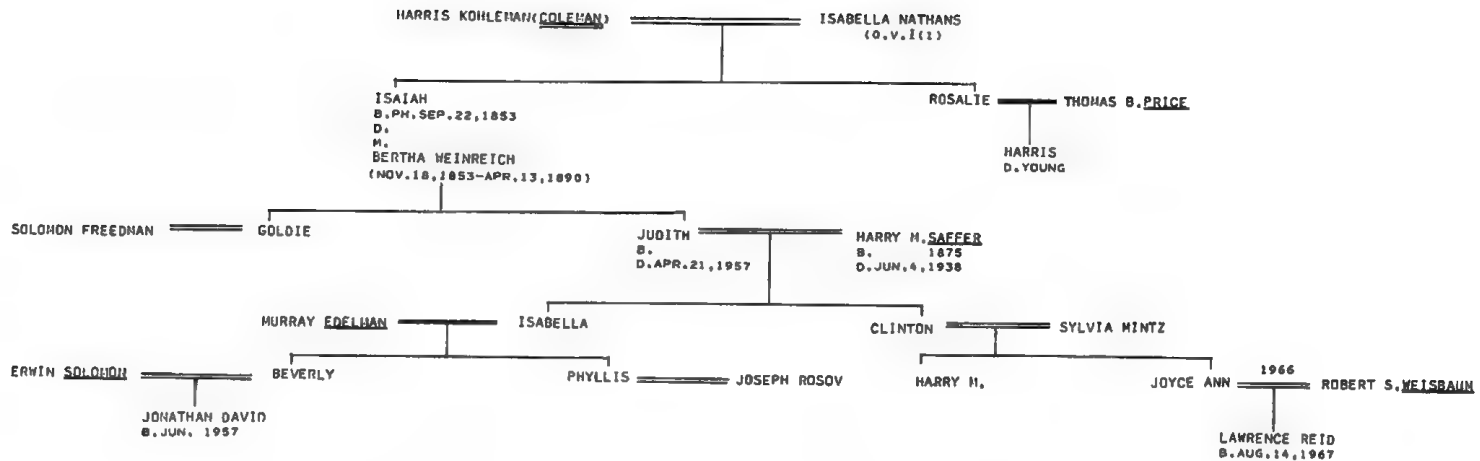 HARRIS KOHLEMAN(COLEMAN) ISABELLA NATHANS
(Q.V.I(1)
ISAIAH
B.PH.SEP.22,1853
D.
M.
BERTHA WEINREICH
(NOV.18,1853-APR.13,1890)
ROSALIE THOMAS B.PRICE
HARRIS
D.YOUNG
SOLOMON FREEDMAN GOLDIE
JUDITH
B.
D.APR.21,1957
HARRY M.SAFFER
B. 1875
D.JUN.4,1938
MURRAY EDELMAN ISABELLA
CLINTON SYLVIA MINTZ
ERWIN SOLOMON BEVERLY
PHYLLIS JOSEPH ROSOV
HARRY M.
JOYCE ANN 1966 ROBERT S.WEISBAUM
JONATHAN DAVID
B.JUN. 1957
LAWRENCE REID
B.AUG.14,1967